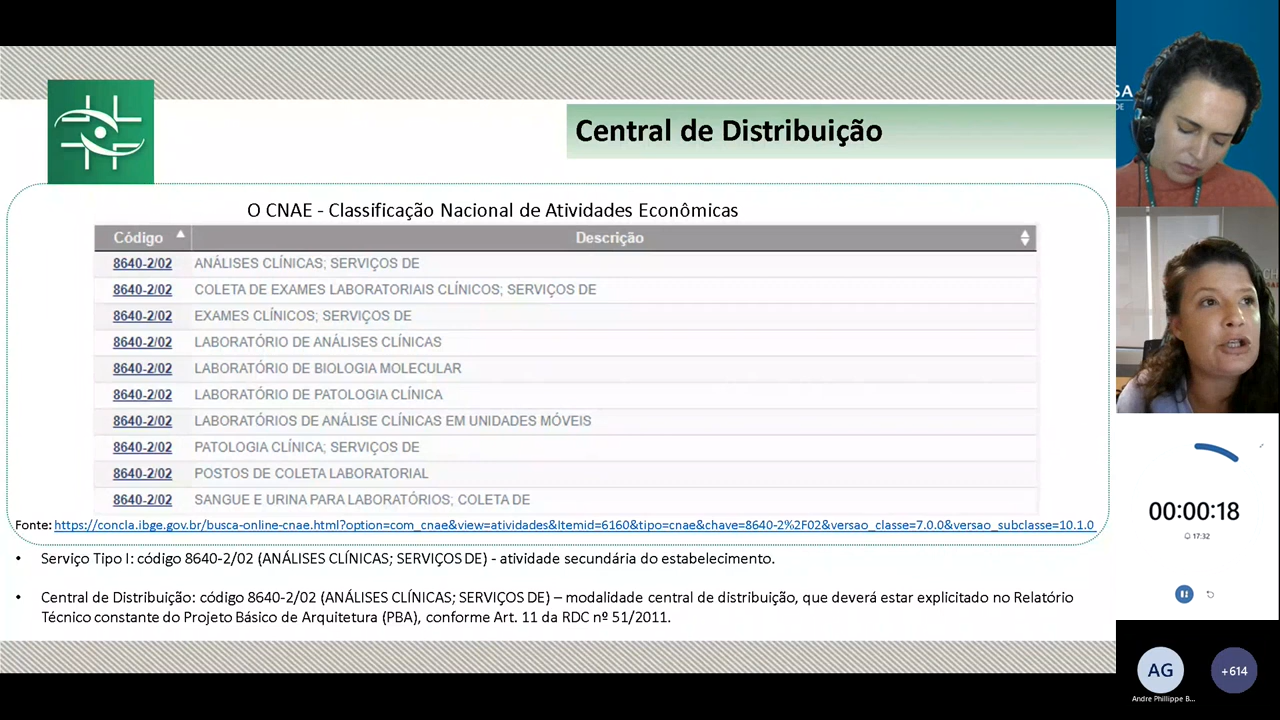 Central de Distribuição
O CNAE - Classificação Nacional de Atividades Econômicas
Código Descrição
8640-2/02 ANÁLISES CLÍNICAS; SERVIÇOS DE
8640-2/02 COLETA DE EXAMES LABORATORIAIS CLÍNICOS; SERVIÇOS DE
8640-2/02 EXAMES CLÍNICOS; SERVIÇOS DE
8640-2/02 LABORATÓRIO DE ANÁLISES CLÍNICAS
8640-2/02 LABORATÓRIO DE BIOLOGIA MOLECULAR
8640-2/02 LABORATÓRIO DE PATOLOGIA CLÍNICA
8640-2/02 LABORATÓRIOS DE ANÁLISE CLÍNICAS EM UNIDADES MÓVEIS
8640-2/02 PATOLOGIA CLÍNICA; SERVIÇOS DE
8640-2/02 POSTOS DE COLETA LABORATORIAL
8640-2/02 SANGUE E URINA PARA LABORATÓRIOS; COLETA DE
Fonte: https://concla.ibge.gov.br/busca-online-cnae.html?option=com_cnae&view=atividades&Itemid=6160&tipo=cnae&chave=8640-2%2F02&versao_classe=7.0.0&versao_subclasse=10.1.0
• Serviço Tipo I: código 8640-2/02 (ANÁLISES CLÍNICAS; SERVIÇOS DE) - atividade secundária do estabelecimento.
• Central de Distribuição: código 8640-2/02 (ANÁLISES CLÍNICAS; SERVIÇOS DE) – modalidade central de distribuição, que deverá estar explicitado no Relatório
Técnico constante do Projeto Básico de Arquitetura (PBA), conforme Art. 11 da RDC nº 51/2011.
SA
DE
00:00:18
17:32
AG
+614
Andre Phillippe B...